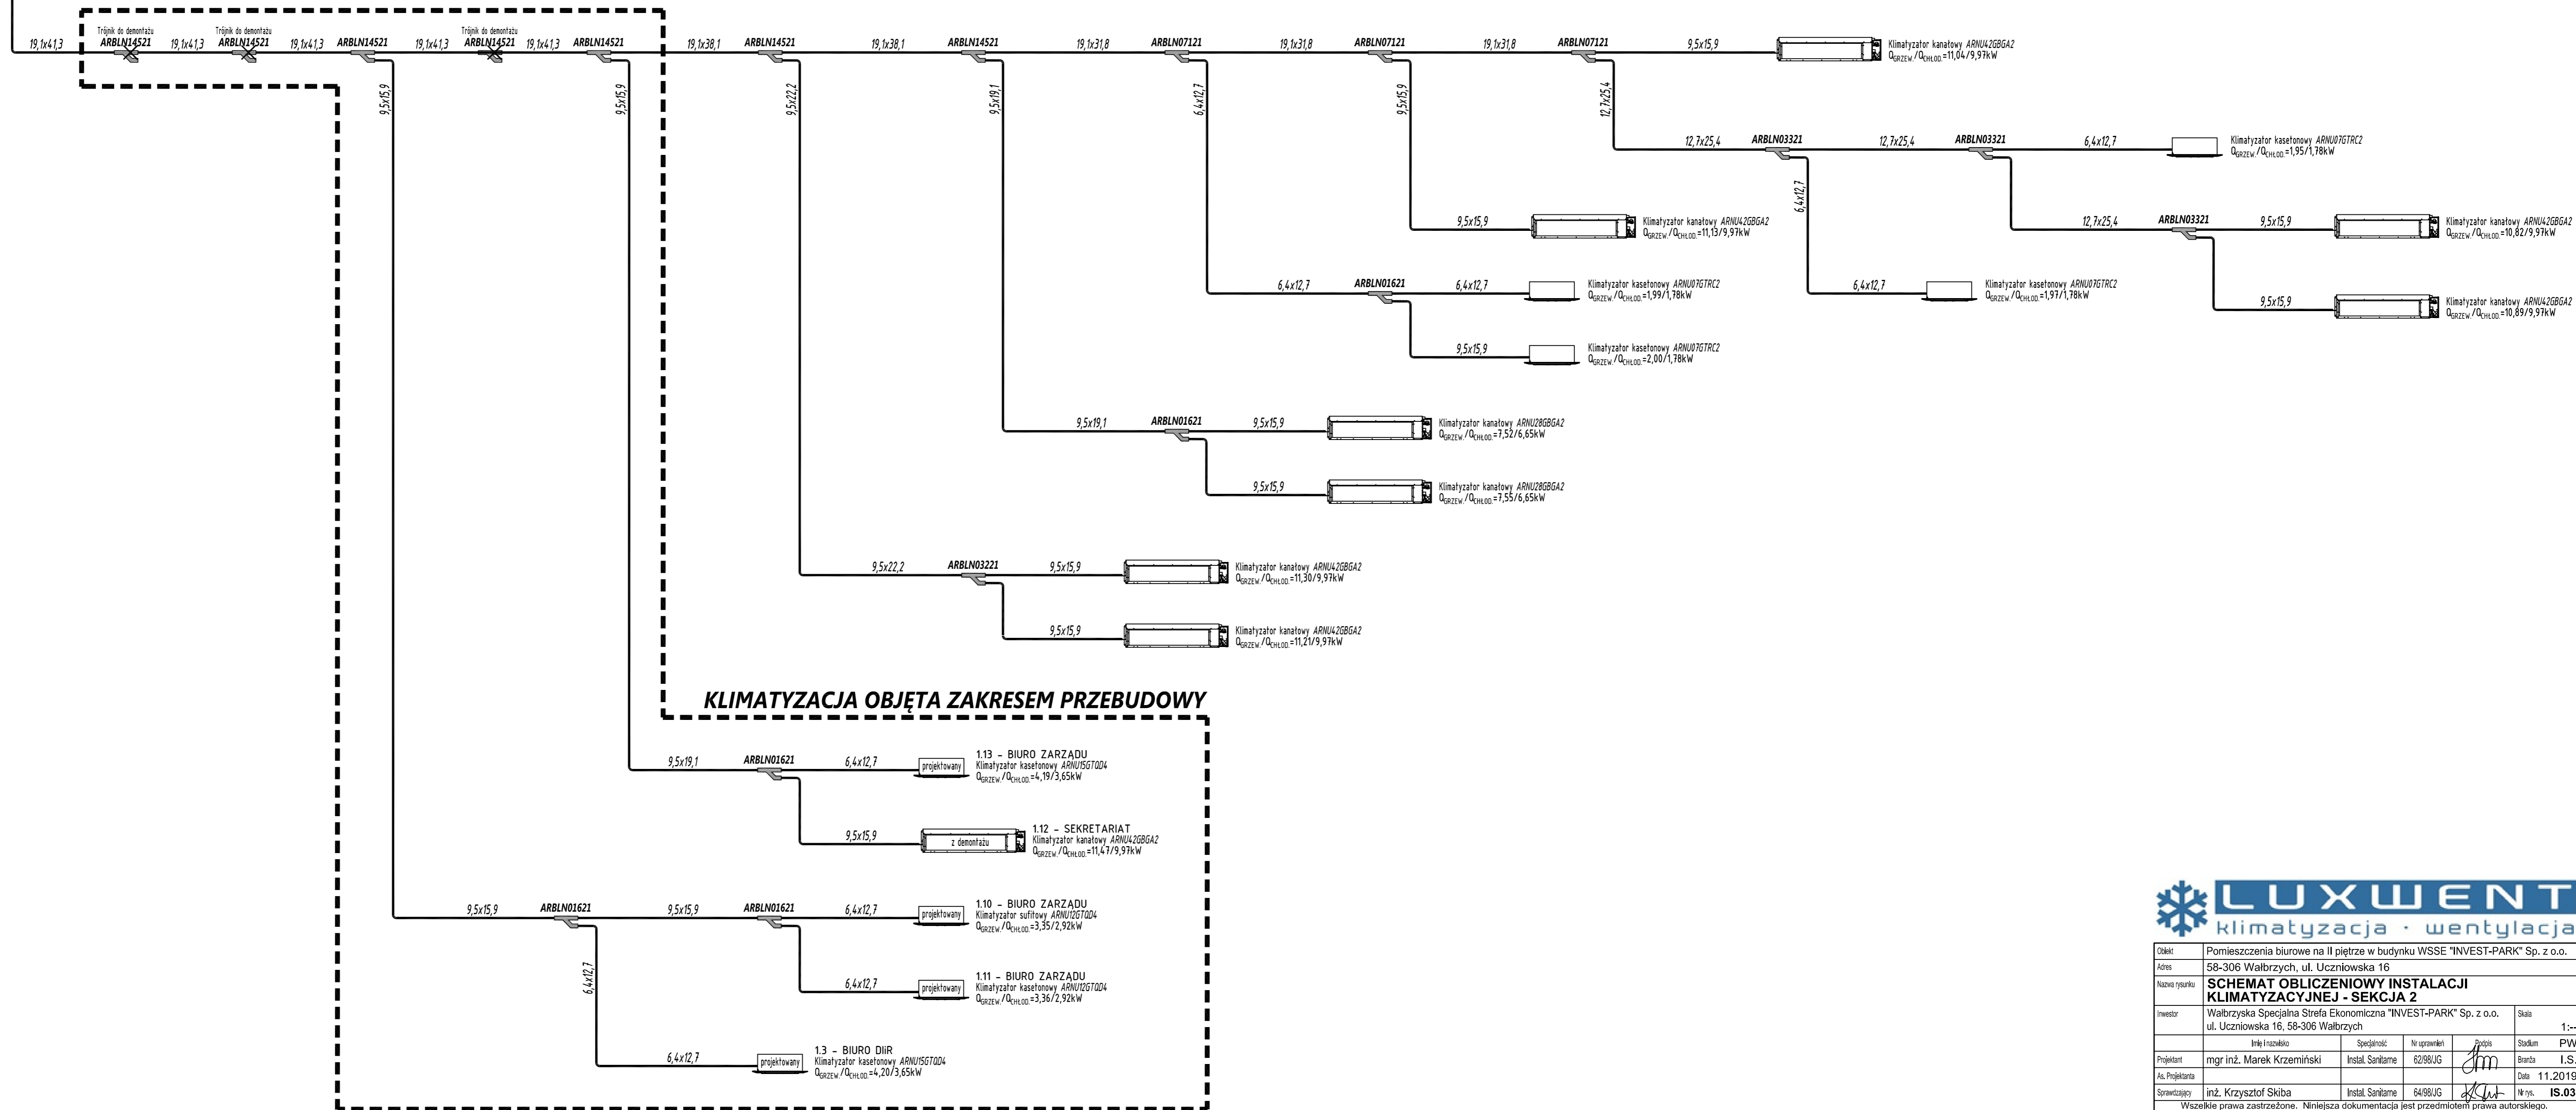 Trójnik do demontażu
ARBLN14521
Trójnik do demontażu
ARBLN14521
ARBLN14521
Trójnik do demontażu
ARBLN14521
ARBLN14521
ARBLN14521
ARBLN14521
ARBLN07121
ARBLN07121
ARBLN07121
19,1x41,3
19,1x41,3
19,1x41,3
19,1x41,3
19,1x41,3
19,1x38,1
19,1x38,1
19,1x31,8
19,1x31,8
19,1x31,8
9,5x15,9
Klimatyzator kanałowy ARNU42GBGA2
QGRZEW./QCHŁOD.=11,04/9,97kW
9,5x15,9
9,5x15,9
9,5x22,2
9,5x19,1
6,4x12,7
9,5x15,9
12,7x25,4
12,7x25,4
ARBLN03321
12,7x25,4
ARBLN03321
6,4x12,7
Klimatyzator kasetonowy ARNU07GTRC2
QGRZEW./QCHŁOD.=1,95/1,78kW
6,4x12,7
9,5x15,9
Klimatyzator kanałowy ARNU42GBGA2
QGRZEW./QCHŁOD.=11,13/9,97kW
12,7x25,4
ARBLN03321
9,5x15,9
Klimatyzator kanałowy ARNU42GBGA2
QGRZEW./QCHŁOD.=10,82/9,97kW
6,4x12,7
ARBLN01621
6,4x12,7
Klimatyzator kasetonowy ARNU07GTRC2
QGRZEW./QCHŁOD.=1,99/1,78kW
6,4x12,7
Klimatyzator kasetonowy ARNU07GTRC2
QGRZEW./QCHŁOD.=1,97/1,78kW
9,5x15,9
Klimatyzator kanałowy ARNU42GBGA2
QGRZEW./QCHŁOD.=10,89/9,97kW
9,5x15,9
Klimatyzator kasetonowy ARNU07GTRC2
QGRZEW./QCHŁOD.=2,00/1,78kW
9,5x19,1
ARBLN01621
9,5x15,9
Klimatyzator kanałowy ARNU28GBGA2
QGRZEW./QCHŁOD.=7,52/6,65kW
9,5x15,9
Klimatyzator kanałowy ARNU28GBGA2
QGRZEW./QCHŁOD.=7,55/6,65kW
9,5x22,2
ARBLN03221
9,5x15,9
Klimatyzator kanałowy ARNU42GBGA2
QGRZEW./QCHŁOD.=11,30/9,97kW
9,5x15,9
Klimatyzator kanałowy ARNU42GBGA2
QGRZEW./QCHŁOD.=11,21/9,97kW
KLIMATYZACJA OBJĘTA ZAKRESEM PRZEBUDOWY
9,5x19,1
ARBLN01621
6,4x12,7
projektowany
1.13 - BIURO ZARZĄDU
Klimatyzator kasetonowy ARNU15GTQD4
QGRZEW./QCHŁOD.=4,19/3,65kW
9,5x15,9
z demontażu
1.12 - SEKRETARIAT
Klimatyzator kanałowy ARNU42GBGA2
QGRZEW./QCHŁOD.=11,47/9,97kW
9,5x15,9
ARBLN01621
9,5x15,9
ARBLN01621
6,4x12,7
projektowany
1.10 - BIURO ZARZĄDU
Klimatyzator sufitowy ARNU12GTQD4
QGRZEW./QCHŁOD.=3,35/2,92kW
6,4x12,7
6,4x12,7
projektowany
1.11 - BIURO ZARZĄDU
Klimatyzator kasetonowy ARNU12GTQD4
QGRZEW./QCHŁOD.=3,36/2,92kW
6,4x12,7
projektowany
1.3 - BIURO DIiR
Klimatyzator kasetonowy ARNU15GTQD4
QGRZEW./QCHŁOD.=4,20/3,65kW
LUXWENT
klimatyzacja · wentylacja
Obiekt Pomieszczenia biurowe na II piętrze w budynku WSSE "INVEST-PARK" Sp. z o.o.
Adres 58-306 Wałbrzych, ul. Uczniowska 16
Nazwa rysunku SCHEMAT OBLICZENIOWY INSTALACJI
KLIMATYZACYJNEJ - SEKCJA 2
Inwestor Wałbrzyska Specjalna Strefa Ekonomiczna "INVEST-PARK" Sp. z o.o. Skala
ul. Uczniowska 16, 58-306 Wałbrzych 1:--
Imię i nazwisko Specjalność Nr uprawnień Podpis Stadium PW
Projektant mgr inż. Marek Krzemiński Instal. Sanitarne 62/98/JG Branża I.S.
As. Projektanta Data 11.2019
Sprawdzający inż. Krzysztof Skiba Instal. Sanitarne 64/98/JG Nr rys. IS.03
Wszelkie prawa zastrzeżone. Niniejsza dokumentacja jest przedmiotem prawa autorskiego.